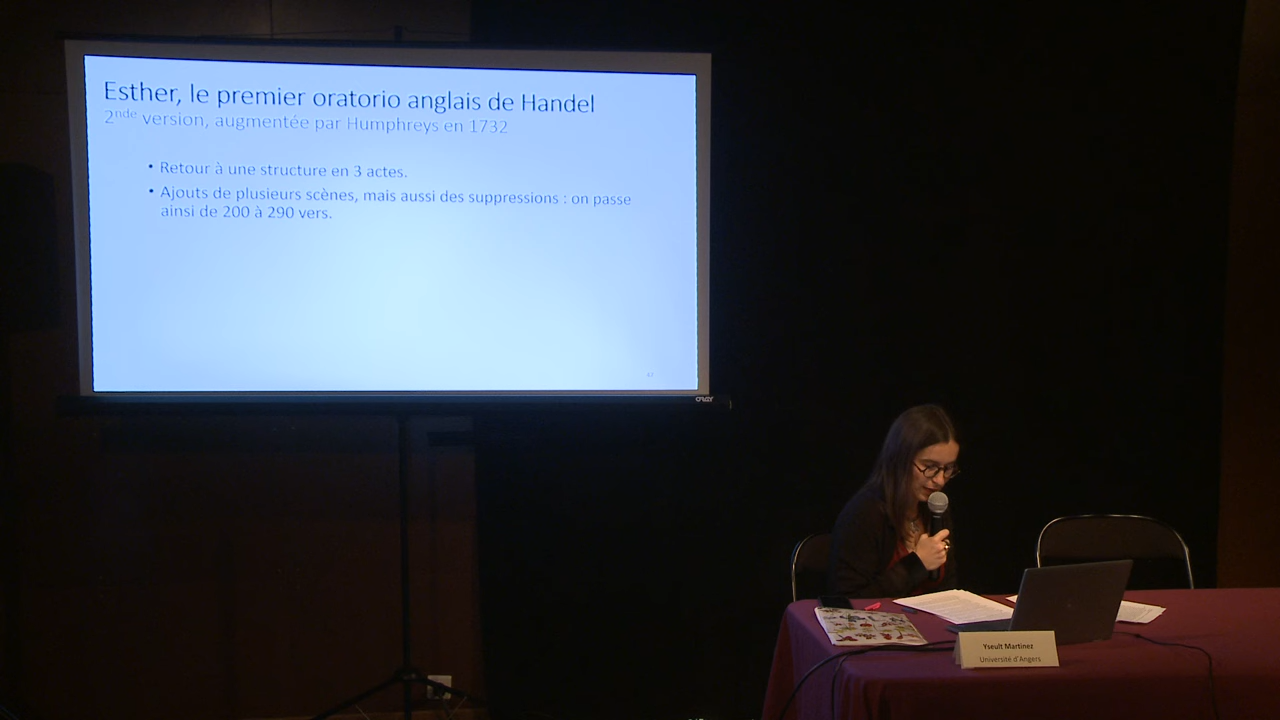 Esther, le premier oratorio anglais de Handel
2nde version, augmentée par Humphreys en 1732
• Retour à une structure en 3 actes.
• Ajouts de plusieurs scènes, mais aussi des suppressions : on passe
ainsi de 200 à 290 vers.
Yseult Martinez
Université d'Angers